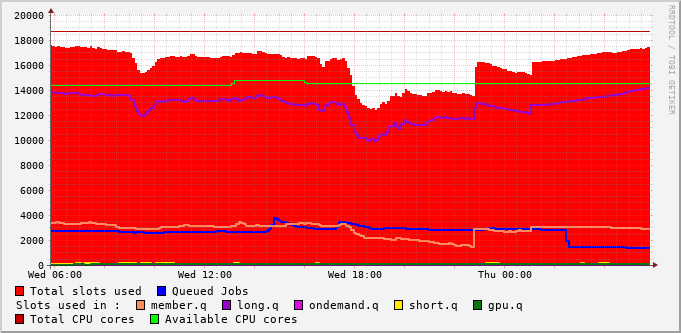 RRDTOOL / TOBI OETIKER
20000
18000
16000
14000
12000
10000
8000
6000
4000
2000
0
Wed 06:00 Wed 12:00 Wed 18:00 Thu 00:00
Total slots used Queued Jobs
Slots used in : member.q long.q ondemand.q short.q gpu.q
Total CPU cores Available CPU cores